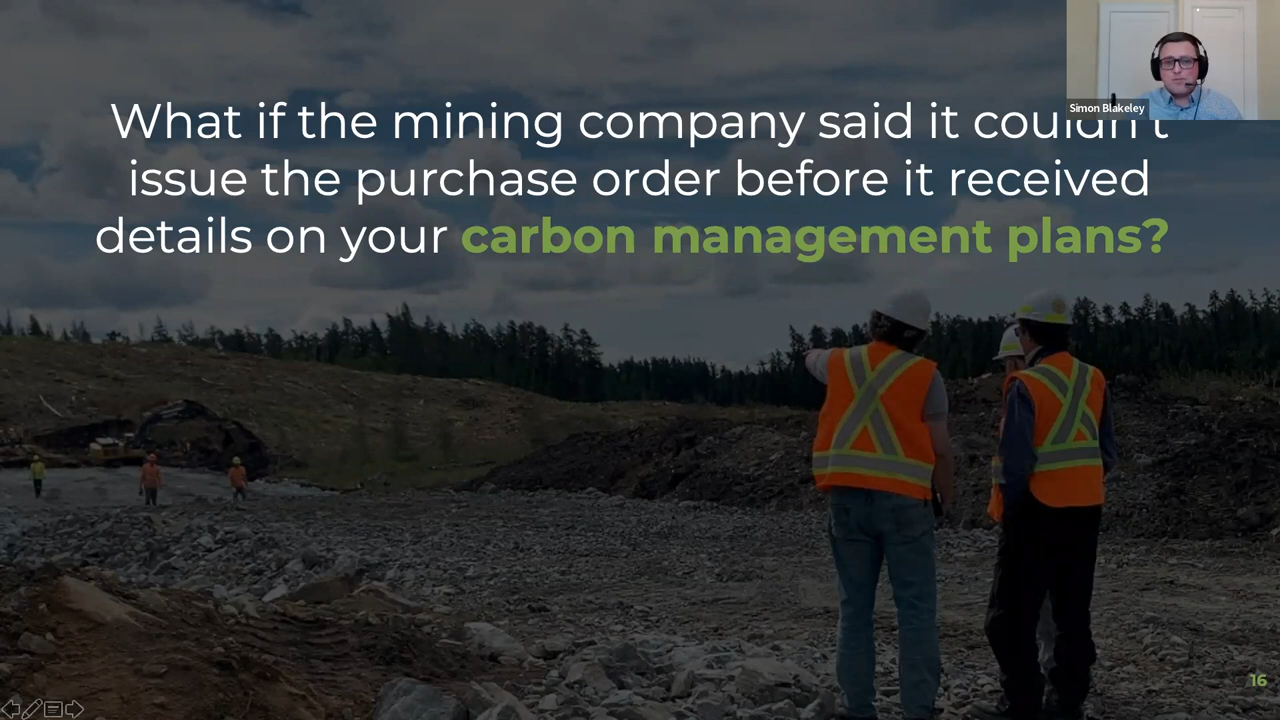 Simon Blakeley
What if the mining company said it couldn't
issue the purchase order before it received
details on your carbon management plans?
16